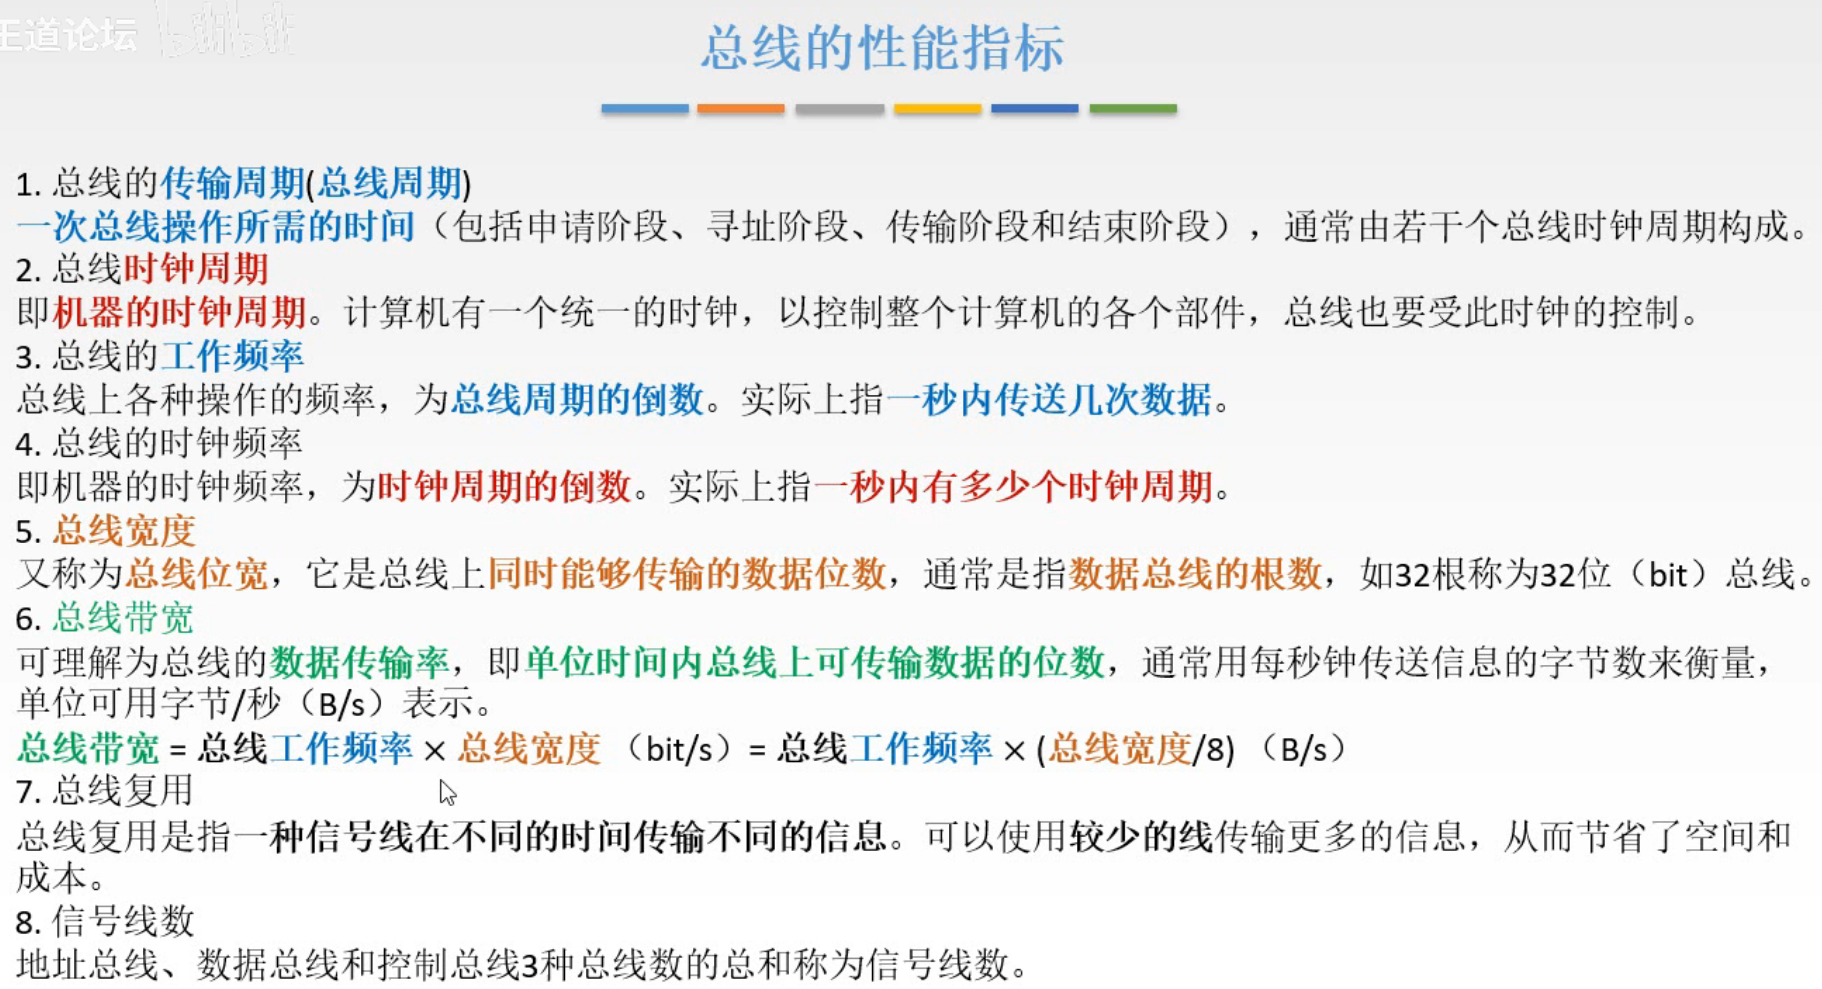 王道论坛 bilibili
总线的性能指标
1. 总线的传输周期(总线周期)
一次总线操作所需的时间（包括申请阶段、寻址阶段、传输阶段和结束阶段），通常由若干个总线时钟周期构成。
2. 总线时钟周期
即机器的时钟周期。计算机有一个统一的时钟，以控制整个计算机的各个部件，总线也要受此时钟的控制。
3. 总线的工作频率
总线上各种操作的频率，为总线周期的倒数。实际上指一秒内传送几次数据。
4. 总线的时钟频率
即机器的时钟频率，为时钟周期的倒数。实际上指一秒内有多少个时钟周期。
5. 总线宽度
又称为总线位宽，它是总线上同时能够传输的数据位数，通常是指数据总线的根数，如32根称为32位（bit）总线。
6. 总线带宽
可理解为总线的数据传输率，即单位时间内总线上可传输数据的位数，通常用每秒钟传送信息的字节数来衡量，
单位可用字节/秒（B/s）表示。
总线带宽 = 总线工作频率 × 总线宽度 （bit/s）= 总线工作频率 × (总线宽度/8) （B/s）
7. 总线复用
总线复用是指一种信号线在不同的时间传输不同的信息。可以使用较少的线传输更多的信息，从而节省了空间和
成本。
8. 信号线数
地址总线、数据总线和控制总线3种总线数的总和称为信号线数。